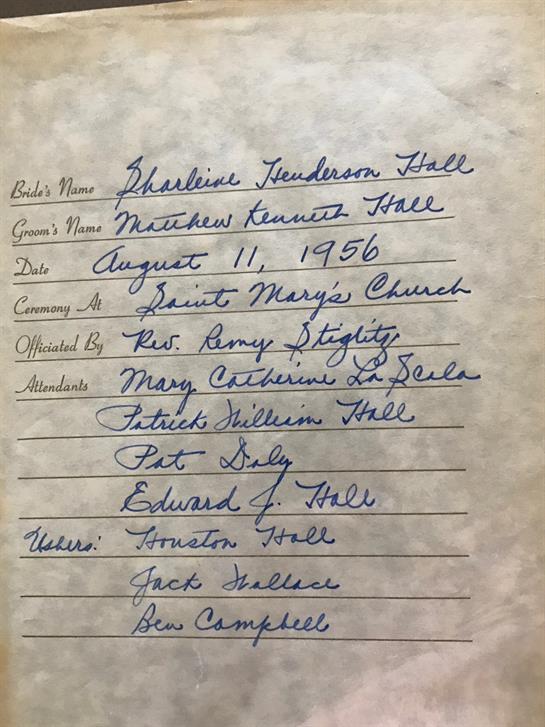 Bride's Name Sharleine Henderson Hall
Groom's Name Matthew Kenneth Hall
Date August 11, 1956
Ceremony At Saint Mary's Church
Officiated By Rev. Remy Stiglitz
Attendants Mary Catherine La Scala
Patrick William Hall
Pat Daly
Edward J. Hall
Ushers: Houston Hall
Jack Wallace
Ben Campbell